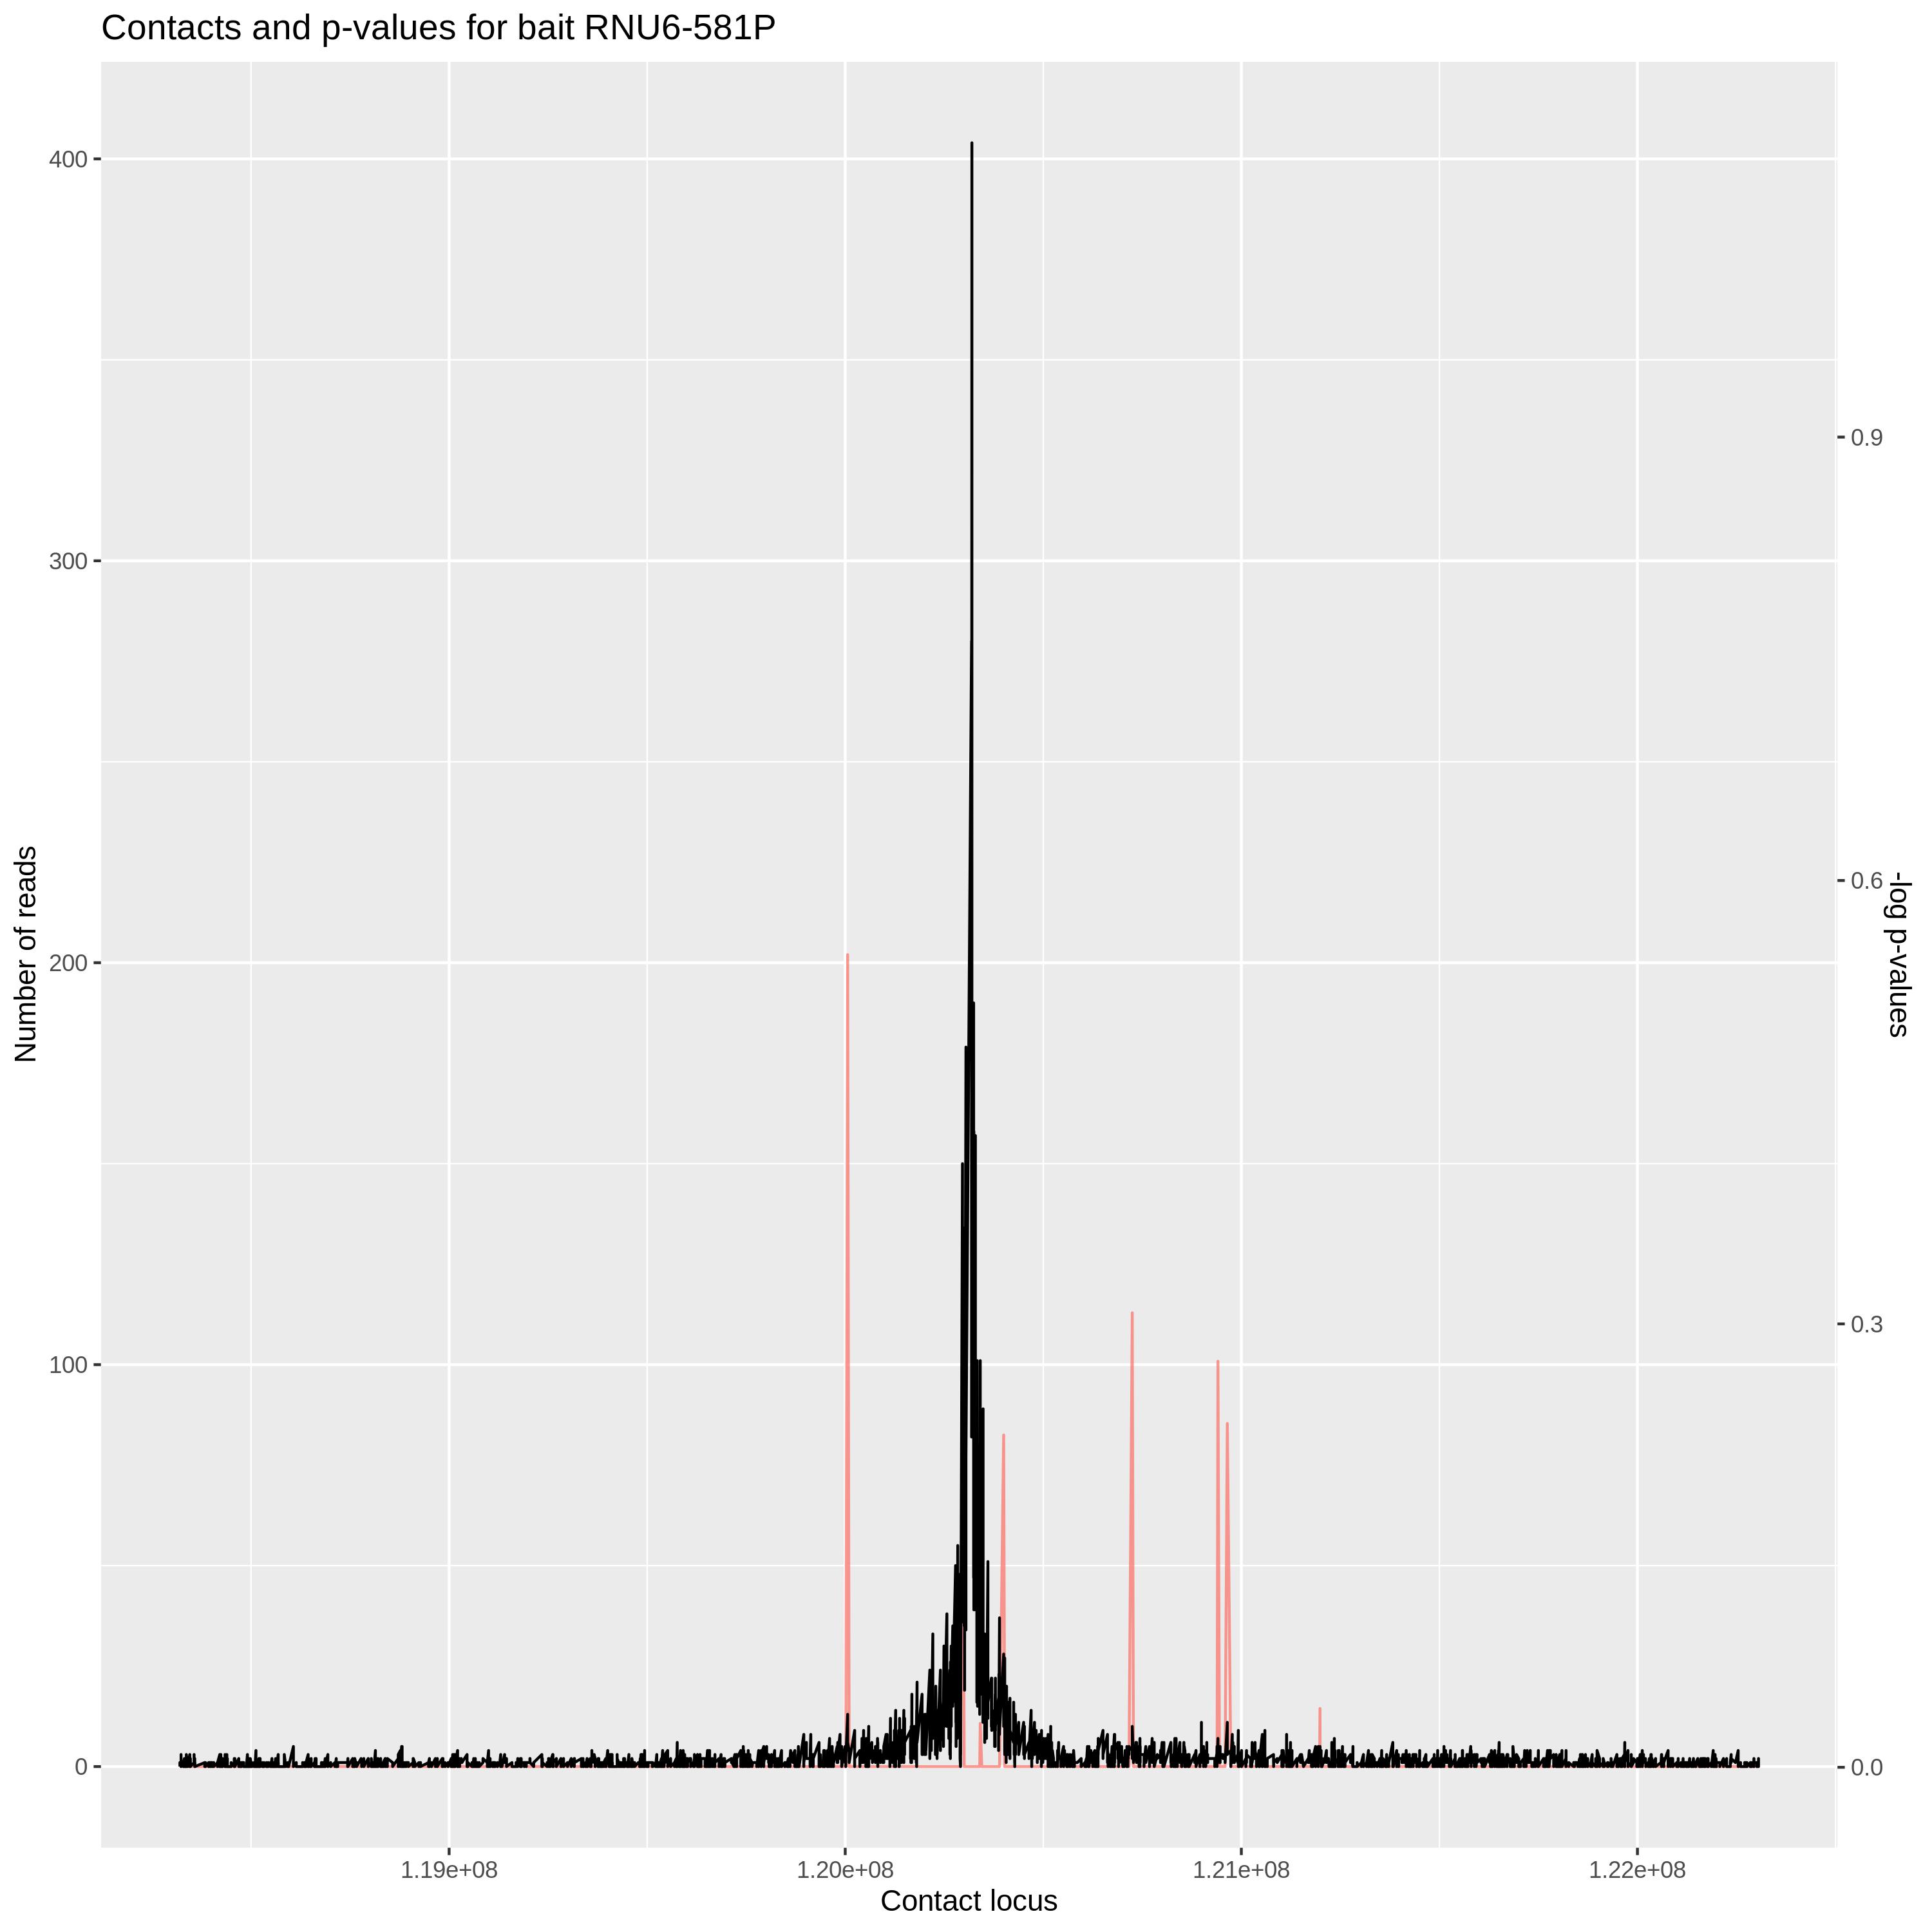 Contacts and p-values for bait RNU6-581P
400
300
200
100
0
Number of reads
0.9
0.6
0.3
0.0
-log p-values
1.19e+08
1.20e+08
1.21e+08
1.22e+08
Contact locus